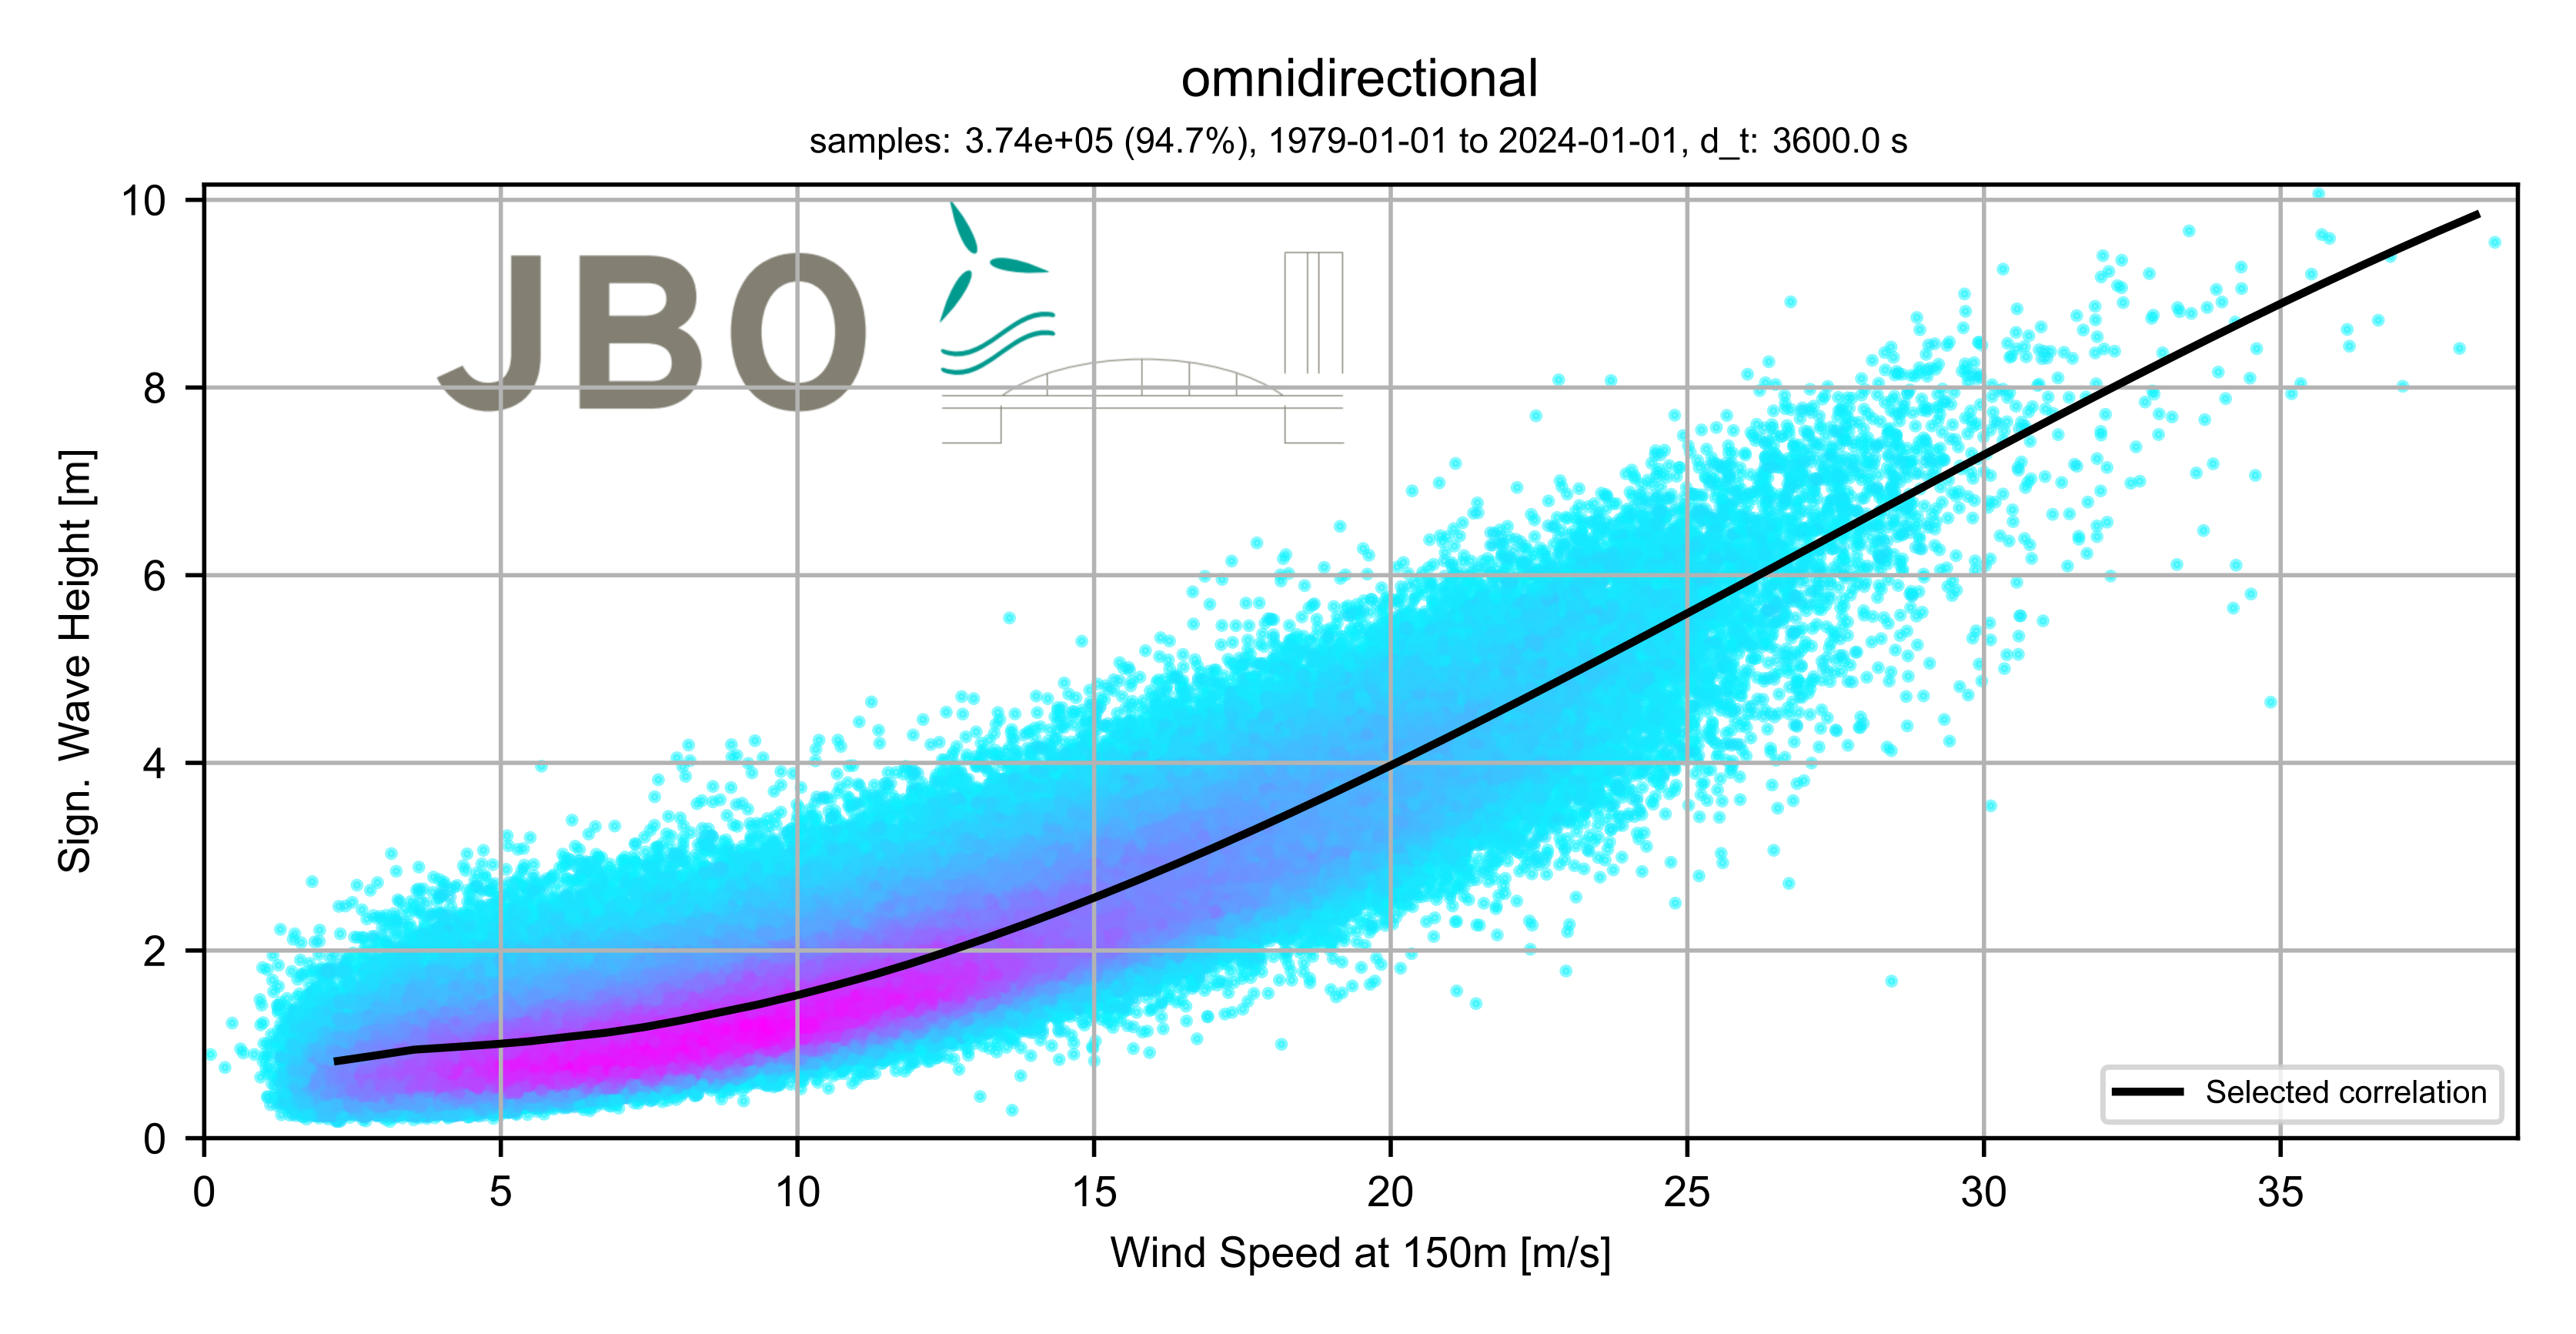 omnidirectional
samples: 3.74e+05 (94.7%), 1979-01-01 to 2024-01-01, d_t: 3600.0 s
JBO
10
8
6
4
2
0
Sign. Wave Height [m]
0 5 10 15 20 25 30 35
Wind Speed at 150m [m/s]
Selected correlation